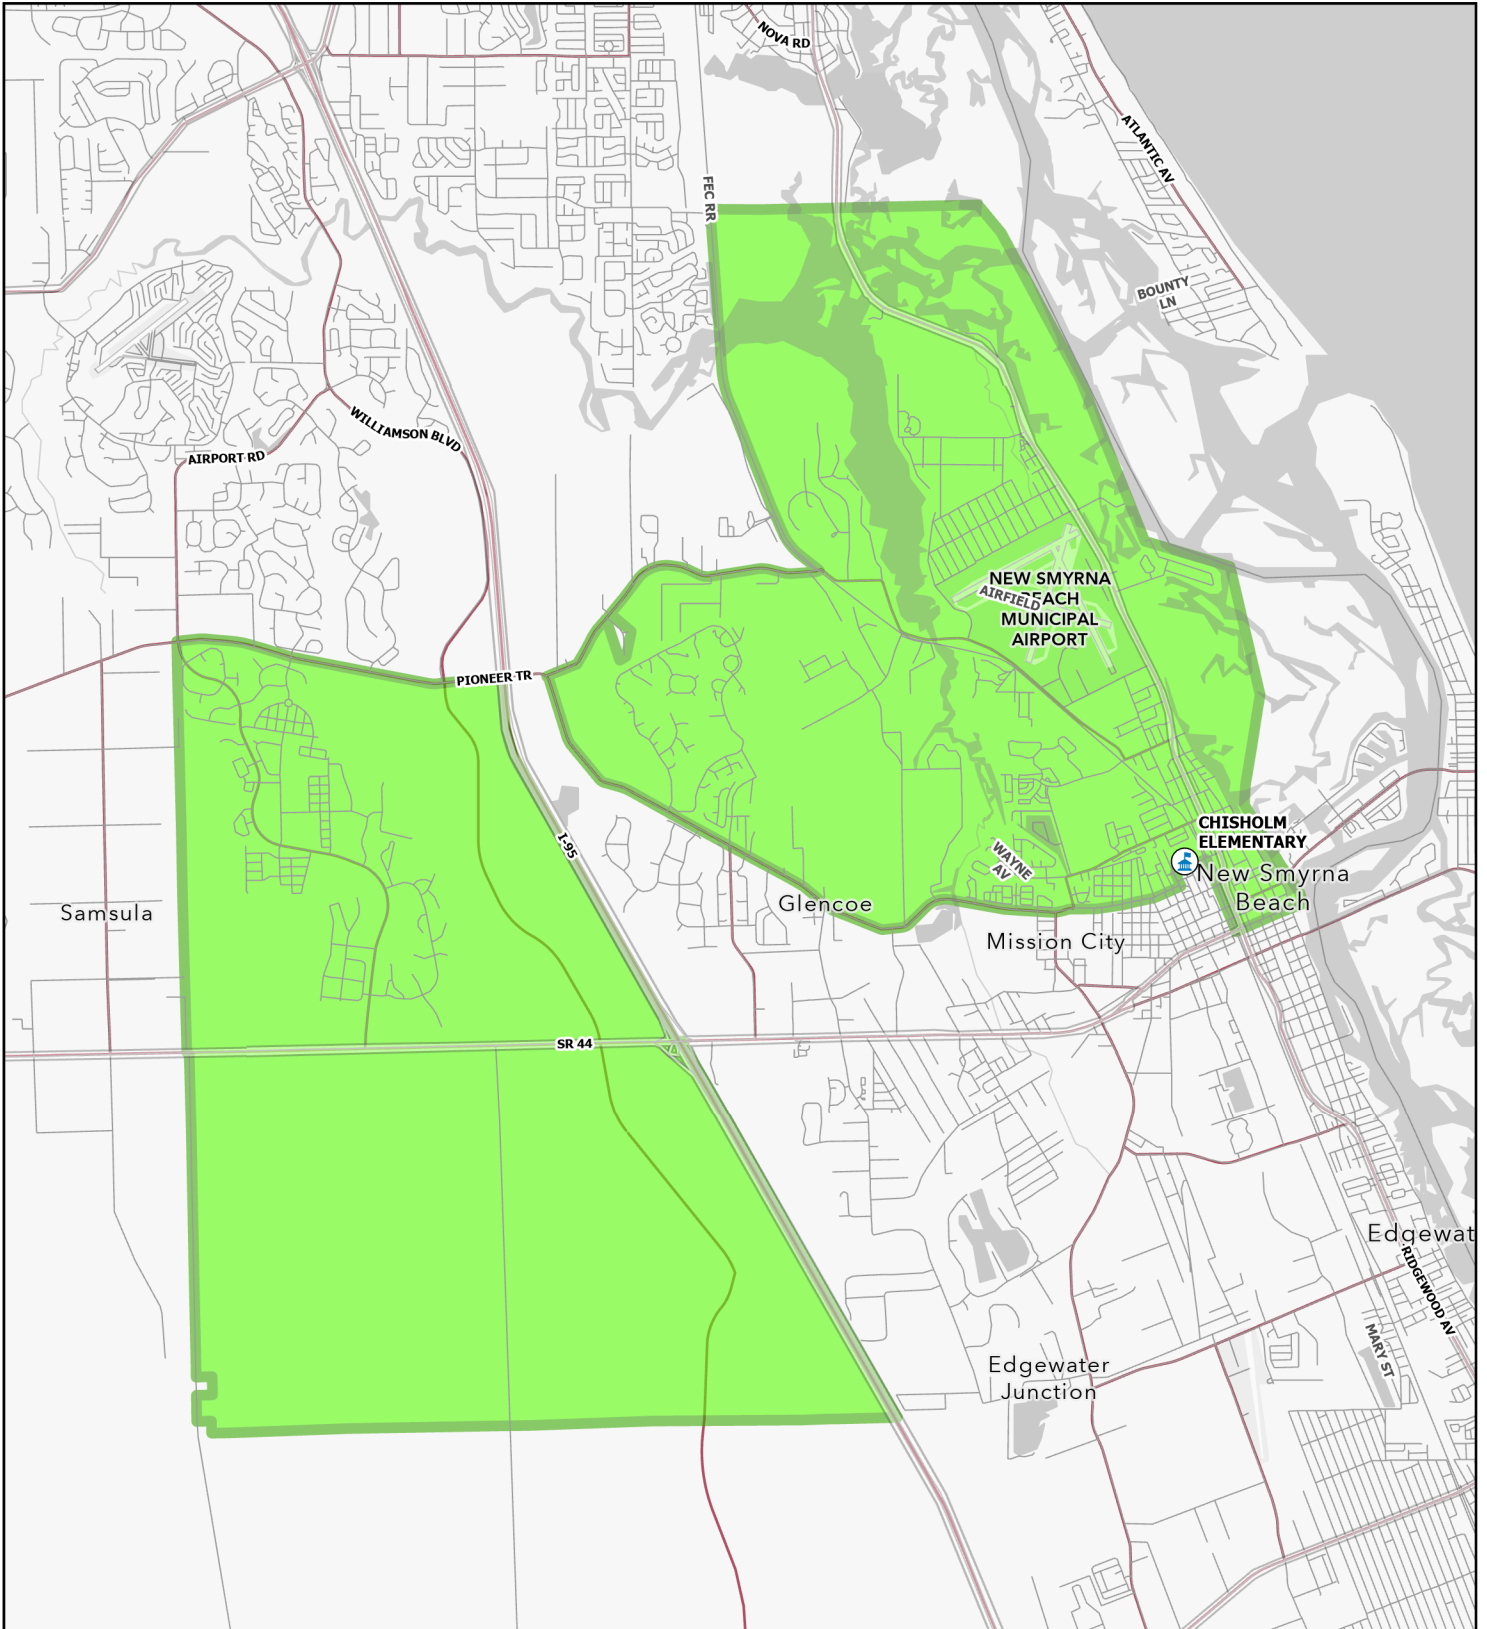 NOVA RD
ATLANTIC AV
FEC RR
BOUNTY
LN
WILLIAMSON BLVD
AIRPORT RD
NEW SMYRNA
BEACH
MUNICIPAL
AIRPORT
AIRFIELD
PIONEER TR
CHISHOLM
ELEMENTARY
I-95
WAYNE
AV
New Smyrna
Beach
Samsula
Glencoe
Mission City
SR 44
Edgewat
RIDGEWOOD AV
MARY ST
Edgewater
Junction